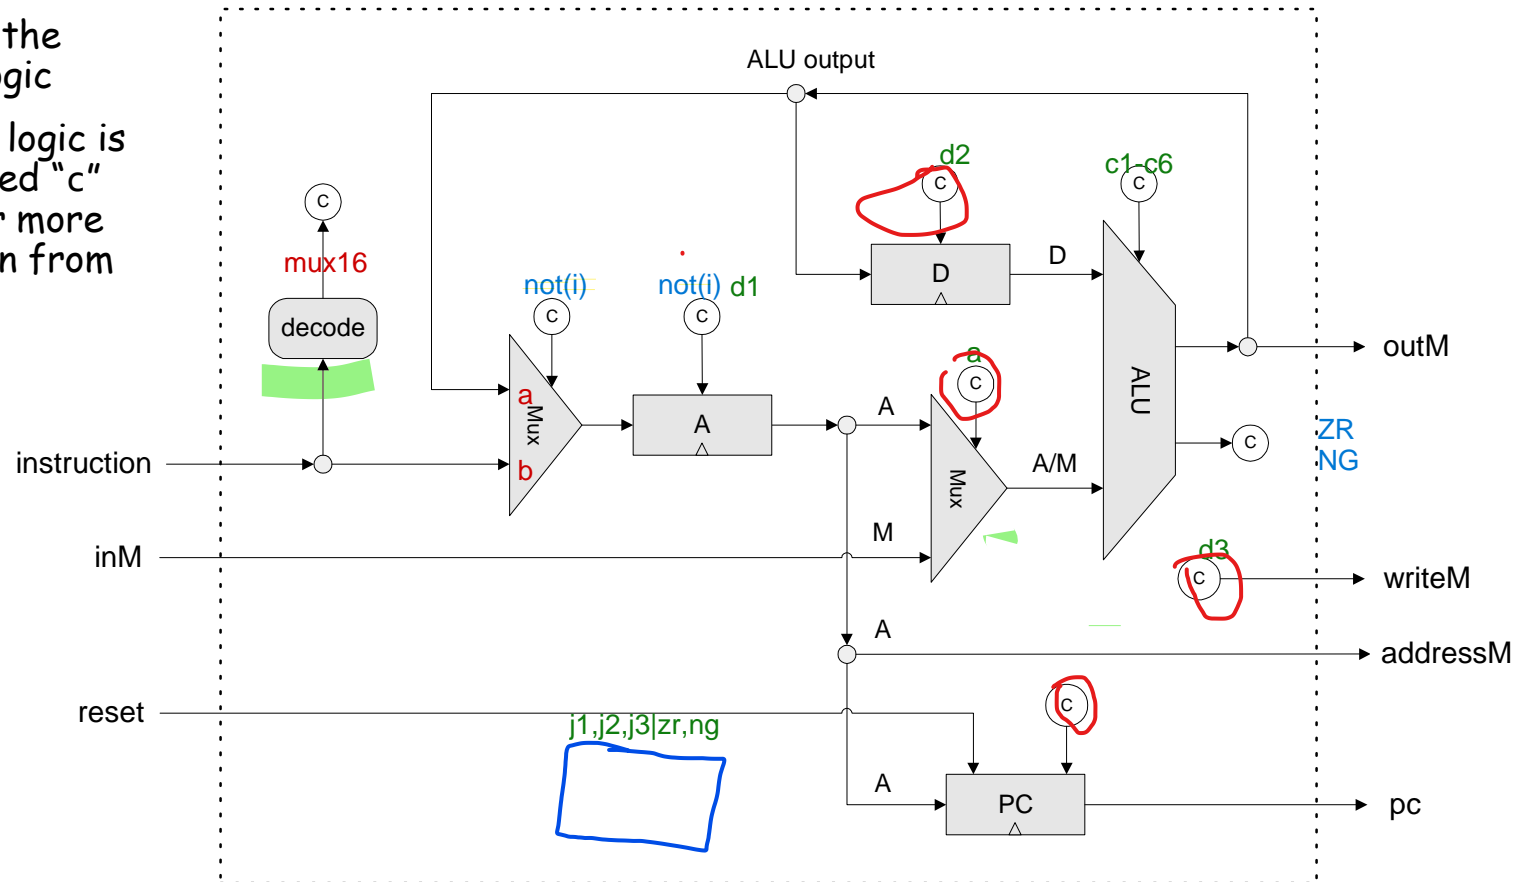 the
ogic
logic is
ed “c”
r more
n from
ALU output
d2
c1-c6
C
C
C
mux16
not(i)
not(i) d1
D
D
decode
C
C
a
C
outM
a
Mux
A
A
ALU
ZR
NG
C
instruction
b
Mux
A/M
inM
M
d3
C
writeM
A
addressM
reset
C
j1,j2,j3|zr,ng
A
PC
pc